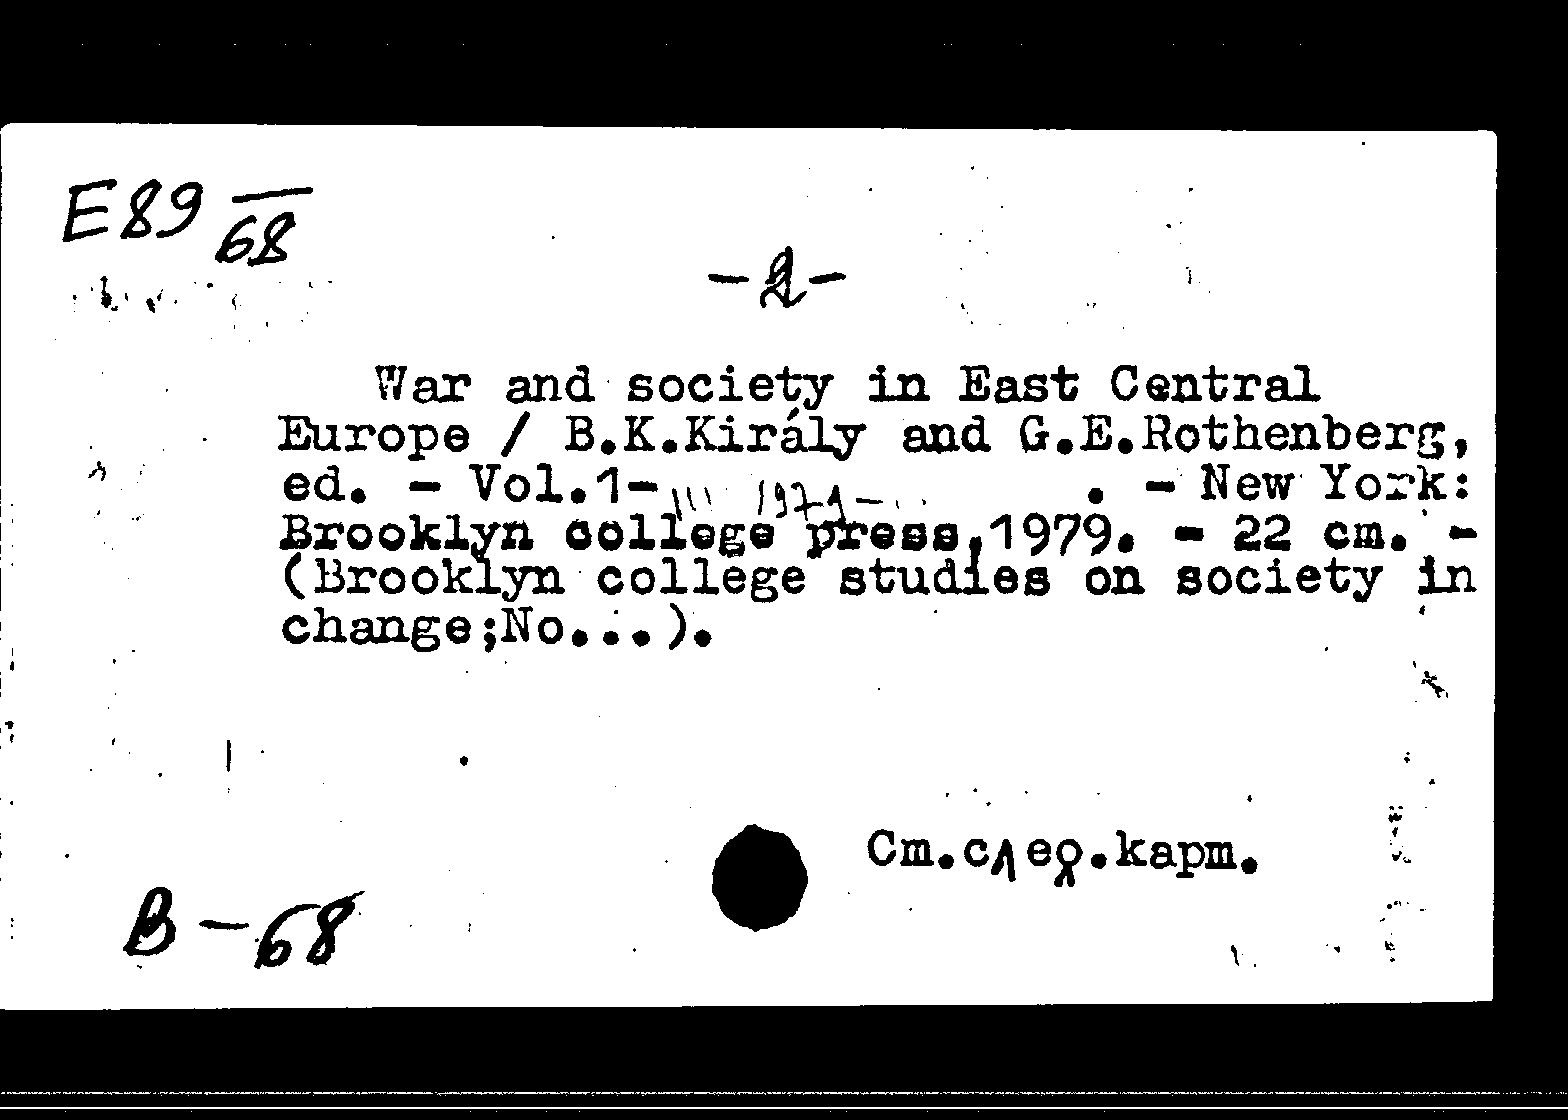 E89 68
-2-
War and society in East Central
Europe / B.K.Király and G.E.Rothenberg,
ed. - Vol.1- . - New York:
Brooklyn college press,1979. - 22 cm. -
(Brooklyn college studies on society in
change;No...).
См.след.карт.
B-68